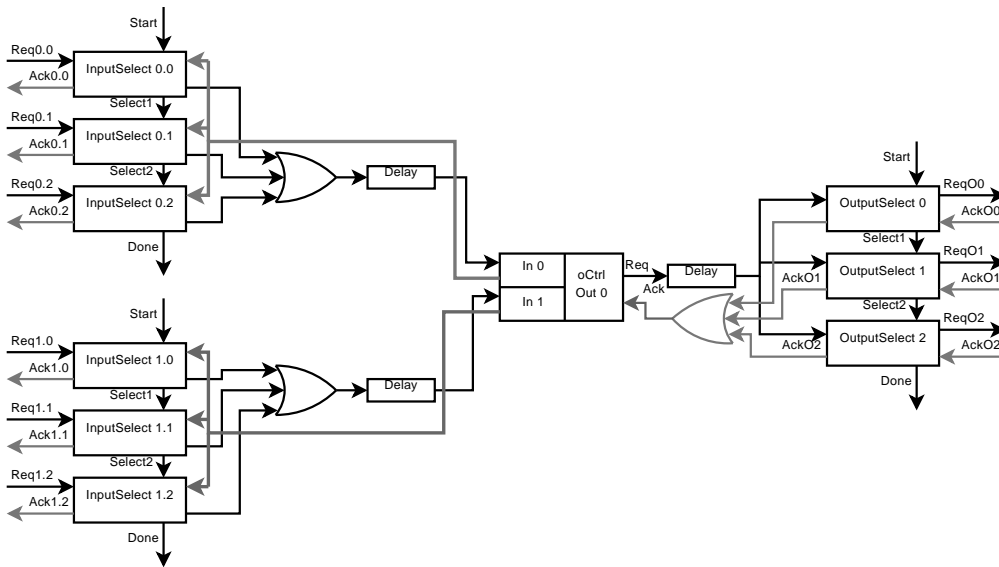 Start
Req0.0
InputSelect 0.0
Ack0.0
Select1
Req0.1
InputSelect 0.1
Ack0.1
Select2
Req0.2
InputSelect 0.2
Ack0.2
Done
Delay
Start
Req1.0
InputSelect 1.0
Ack1.0
Select1
Req1.1
InputSelect 1.1
Ack1.1
Select2
Req1.2
InputSelect 1.2
Ack1.2
Done
Delay
In 0
In 1
oCtrl
Out 0
Req
Ack
Delay
Start
OutputSelect 0
ReqO0
AckO0
Select1
OutputSelect 1
ReqO1
AckO1
AckO1
Select2
OutputSelect 2
ReqO2
AckO2
AckO2
Done